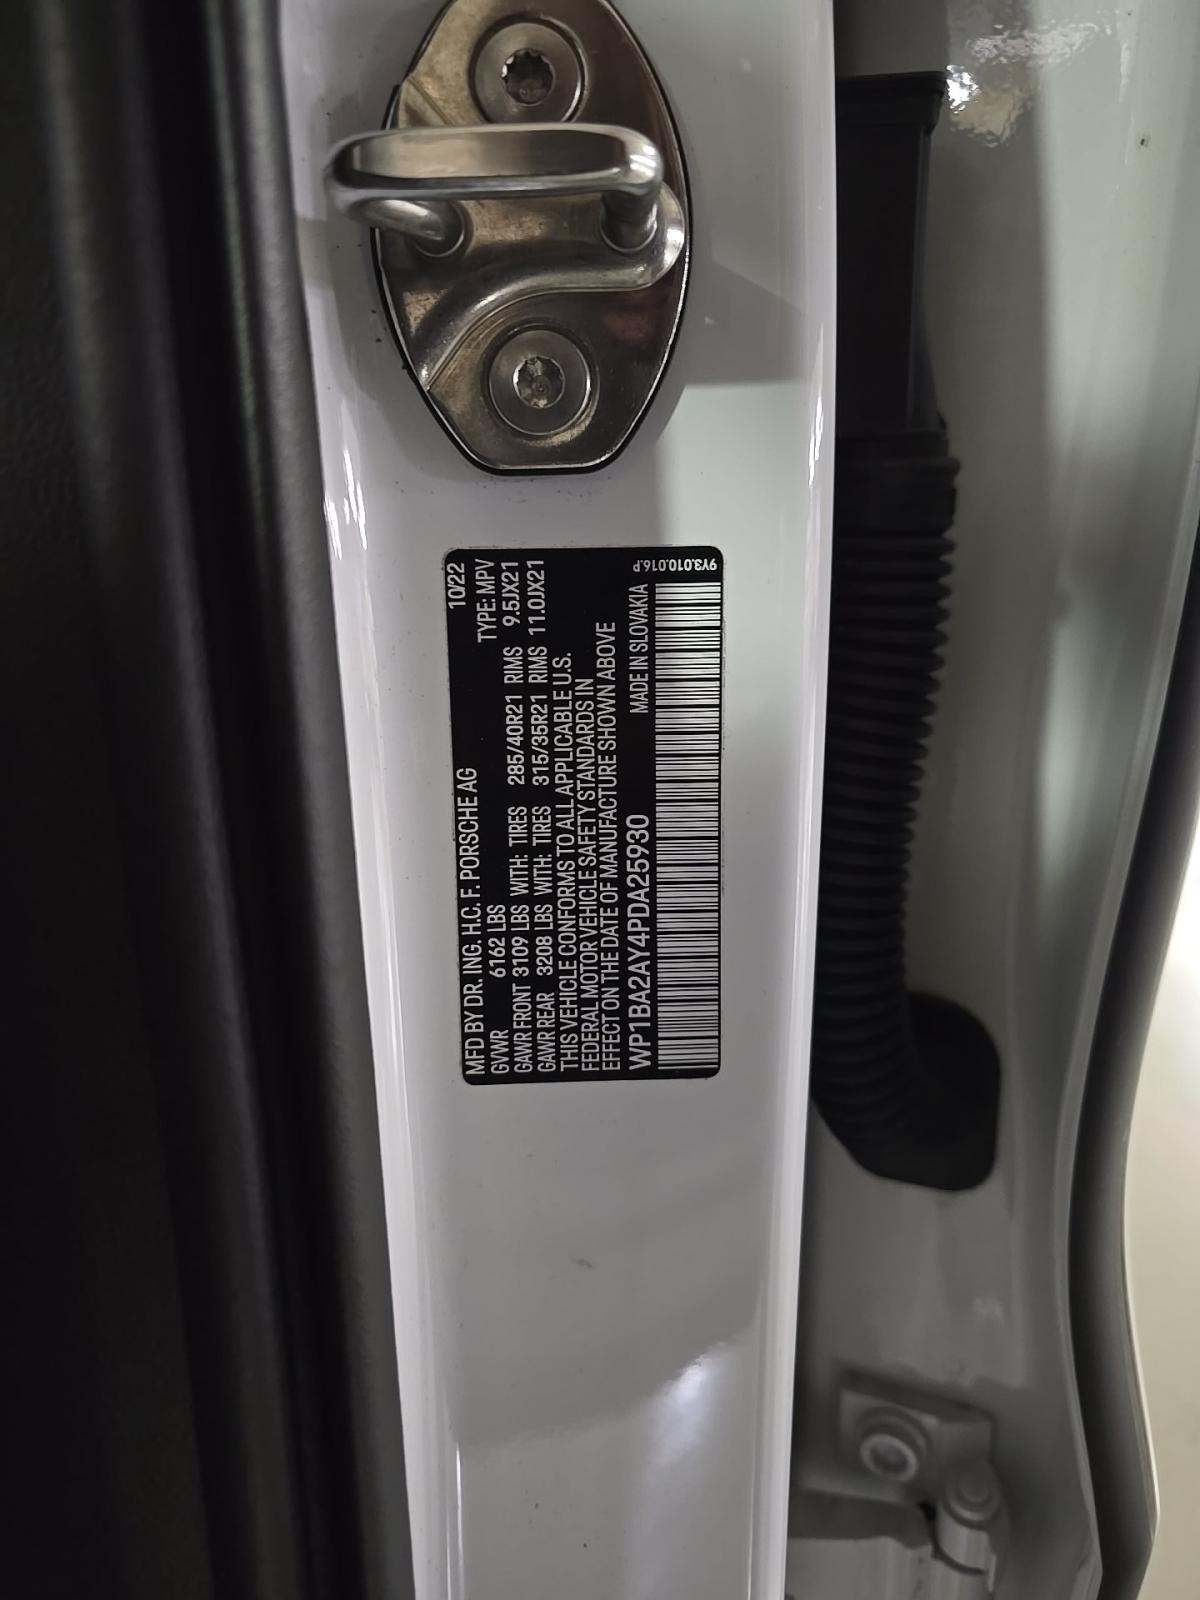 10/22
MFD BY DR. ING. H.C. F. PORSCHE AG
GVWR 6162 LBS TYPE: MPV
GAWR FRONT 3109 LBS WITH: TIRES 285/40R21 RIMS 9.5JX21
GAWR REAR 3208 LBS WITH: TIRES 315/35R21 RIMS 11.0JX21
THIS VEHICLE CONFORMS TO ALL APPLICABLE U.S.
FEDERAL MOTOR VEHICLE SAFETY STANDARDS IN
EFFECT ON THE DATE OF MANUFACTURE SHOWN ABOVE
WP1BA2AY4PDA25930 MADE IN SLOVAKIA
9Y3.010.016.P